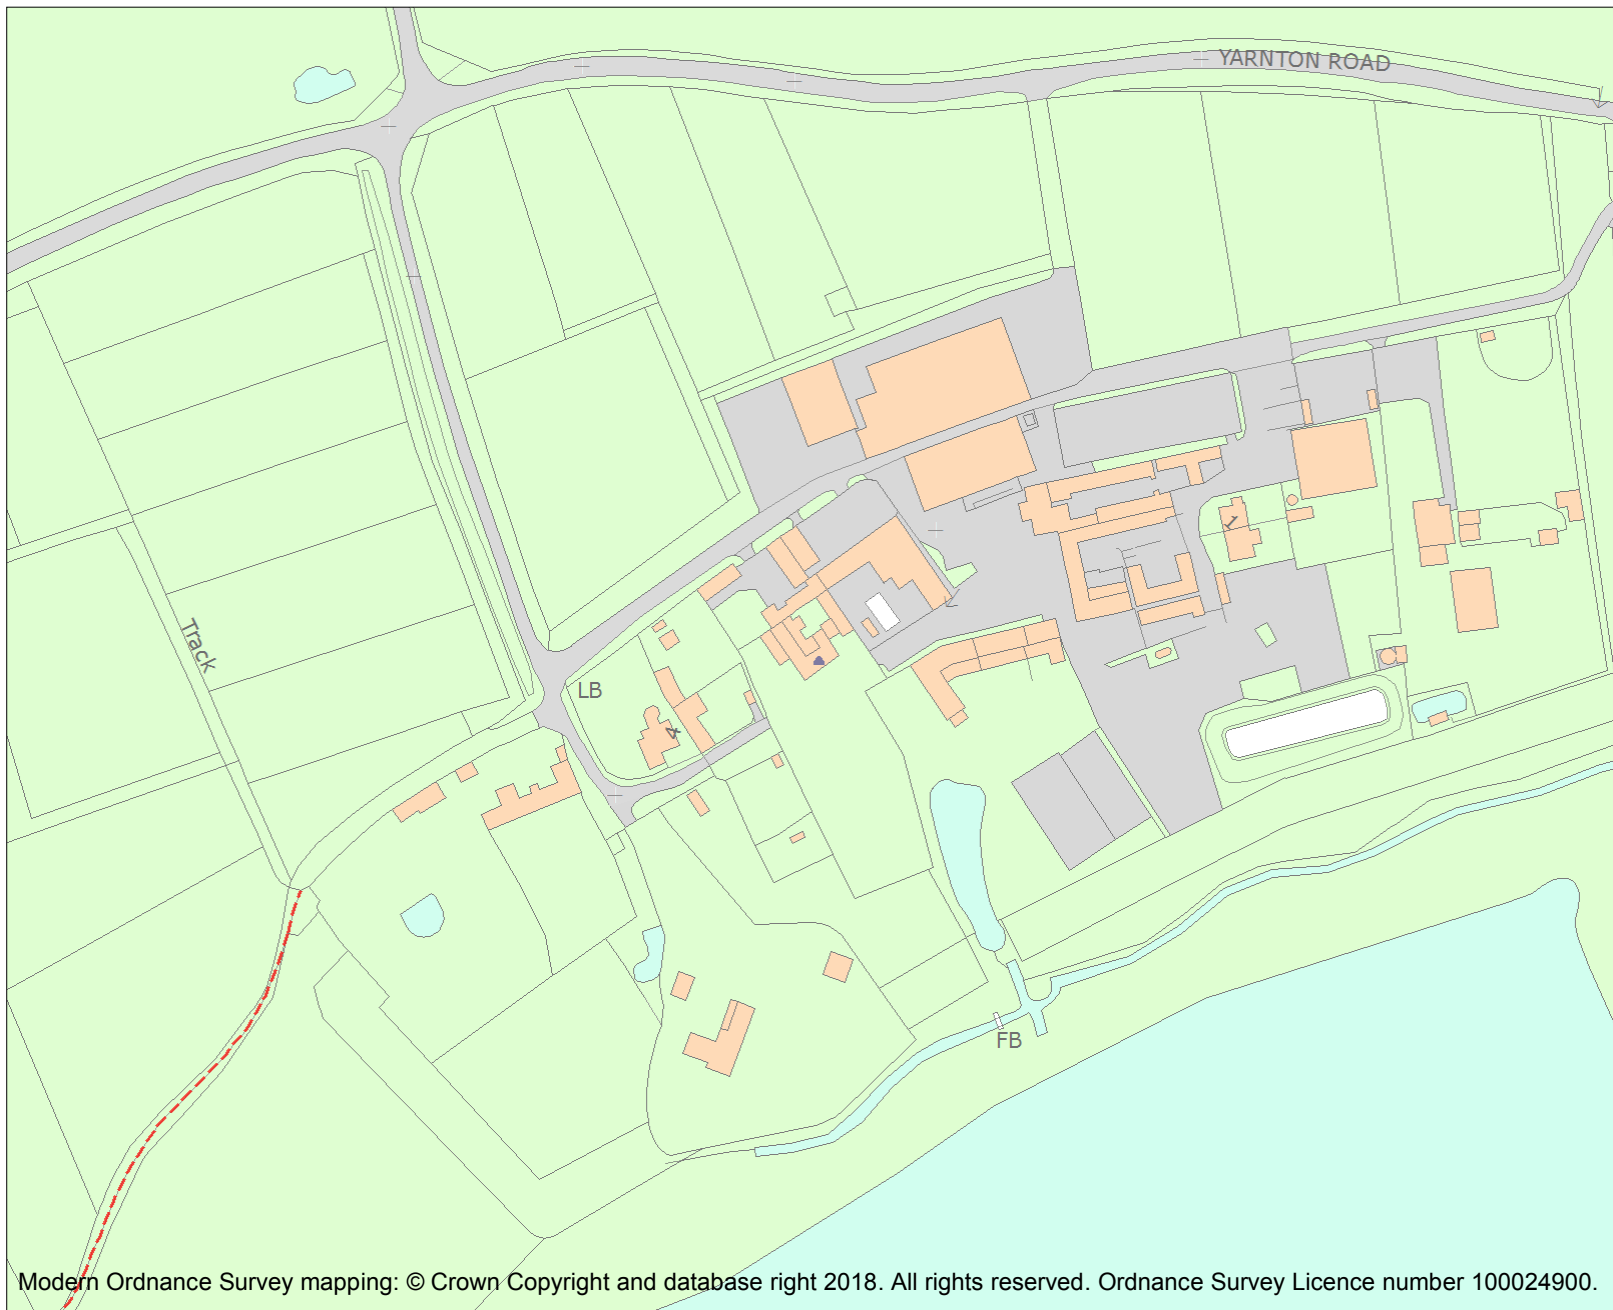 YARNTON ROAD
1
Track
LB
4
FB
Modern Ordnance Survey mapping: © Crown Copyright and database right 2018. All rights reserved. Ordnance Survey Licence number 100024900.